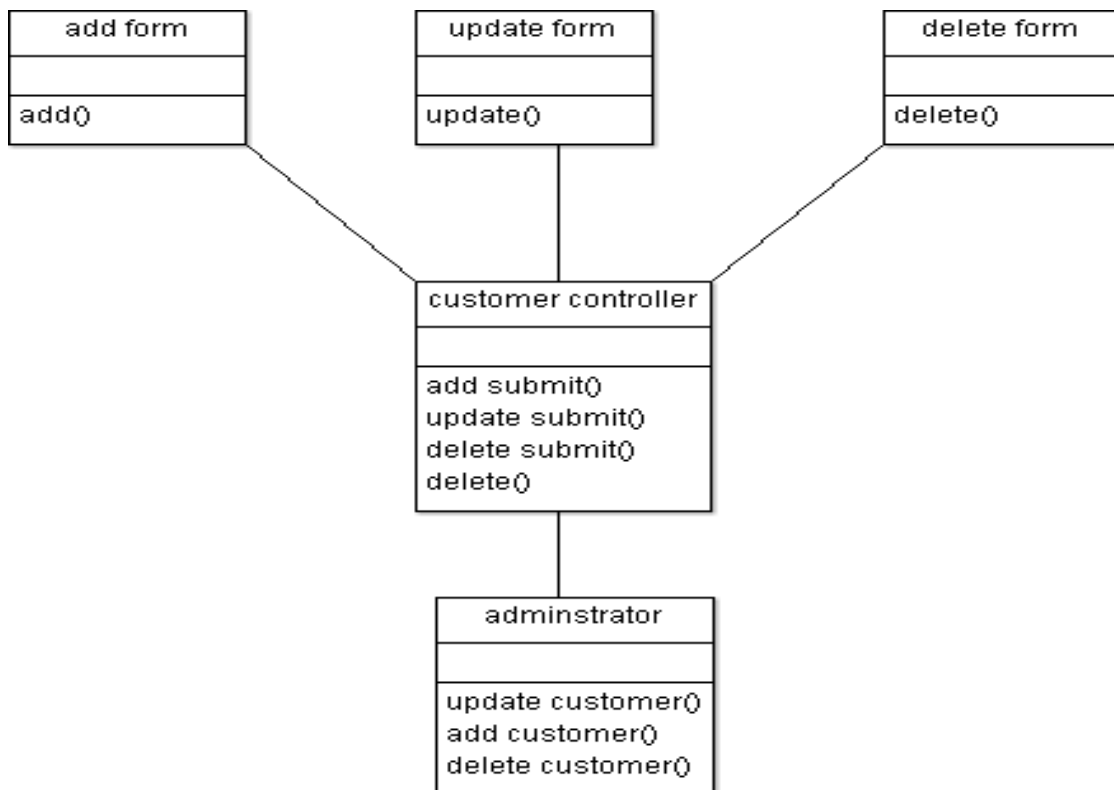 add form
add()
update form
update()
delete form
delete()
customer controller
add submit()
update submit()
delete submit()
delete()
adminstrator
update customer()
add customer()
delete customer()